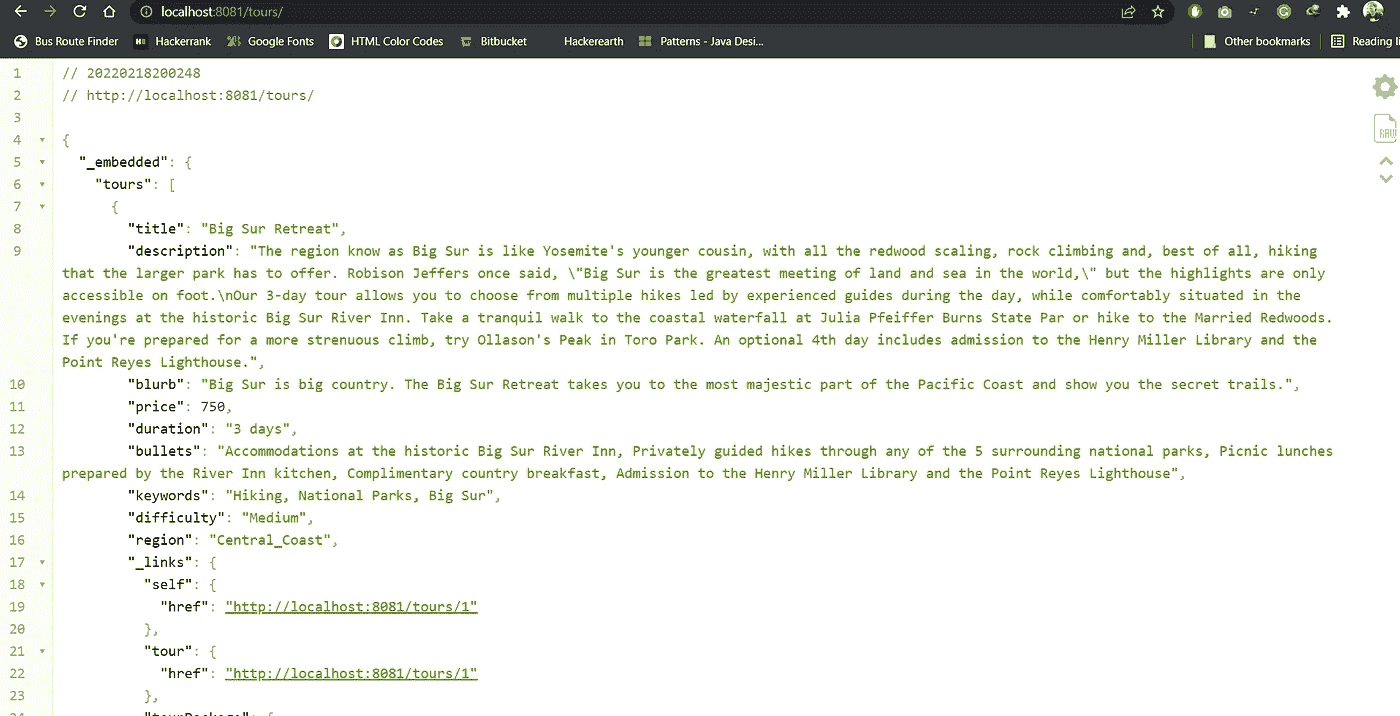 localhost:8081/tours/
Bus Route Finder Hackerrank Google Fonts HTML Color Codes Bitbucket Hackerearth Patterns - Java Desi... Other bookmarks Reading li
1 // 20220218200248
2 // http://localhost:8081/tours/
3
4 {
5 "_embedded": {
6 "tours": [
7 {
8 "title": "Big Sur Retreat",
9 "description": "The region know as Big Sur is like Yosemite's younger cousin, with all the redwood scaling, rock climbing and, best of all, hiking
that the larger park has to offer. Robison Jeffers once said, \"Big Sur is the greatest meeting of land and sea in the world,\" but the highlights are only
accessible on foot.\nOur 3-day tour allows you to choose from multiple hikes led by experienced guides during the day, while comfortably situated in the
evenings at the historic Big Sur River Inn. Take a tranquil walk to the coastal waterfall at Julia Pfeiffer Burns State Par or hike to the Married Redwoods.
If you're prepared for a more strenuous climb, try Ollason's Peak in Toro Park. An optional 4th day includes admission to the Henry Miller Library and the
Point Reyes Lighthouse.",
10 "blurb": "Big Sur is big country. The Big Sur Retreat takes you to the most majestic part of the Pacific Coast and show you the secret trails.",
11 "price": 750,
12 "duration": "3 days",
13 "bullets": "Accommodations at the historic Big Sur River Inn, Privately guided hikes through any of the 5 surrounding national parks, Picnic lunches
prepared by the River Inn kitchen, Complimentary country breakfast, Admission to the Henry Miller Library and the Point Reyes Lighthouse",
14 "keywords": "Hiking, National Parks, Big Sur",
15 "difficulty": "Medium",
16 "region": "Central_Coast",
17 "_links": {
18 "self": {
19 "href": "http://localhost:8081/tours/1"
20 },
21 "tour": {
22 "href": "http://localhost:8081/tours/1"
23 },
24 "tourPackage": {
RAW